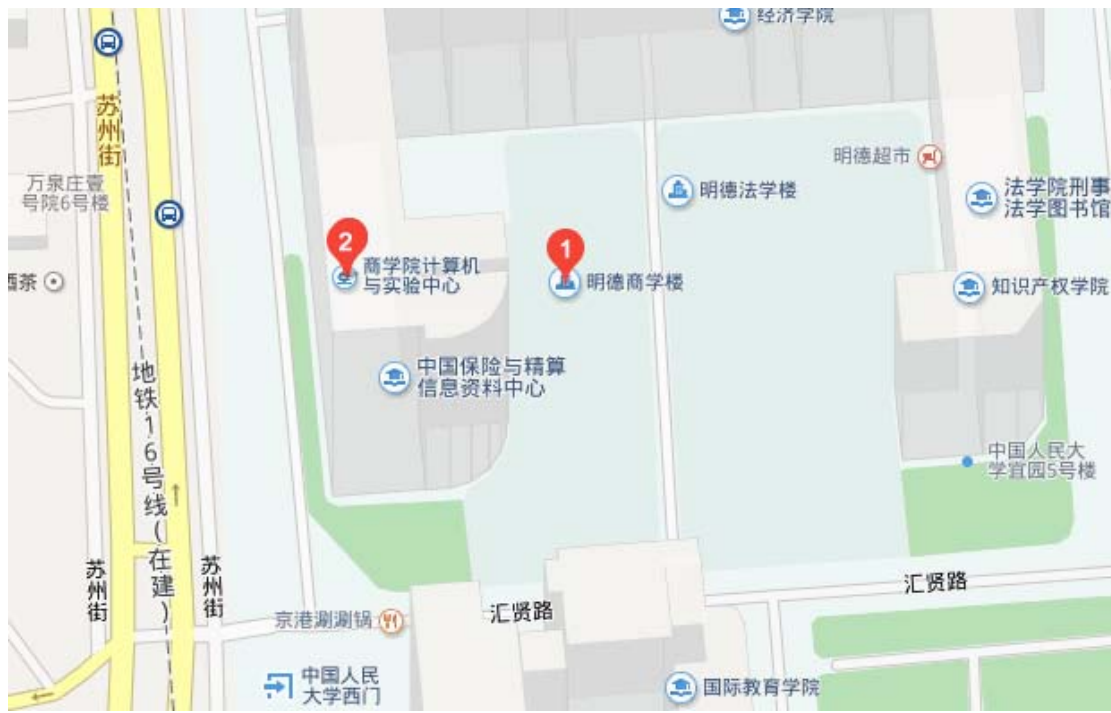 经济学院
苏州街
明德超市
万泉庄壹
号院6号楼
明德法学楼
法学院刑事
法学图书馆
2
商学院计算机
与实验中心
1
明德商学楼
茶
知识产权学院
中国保险与精算
信息资料中心
地铁16号线(在建)
中国人民大
学宜园5号楼
苏州街
苏州街
汇贤路
汇贤路
京港涮涮锅
中国人民
大学西门
国际教育学院